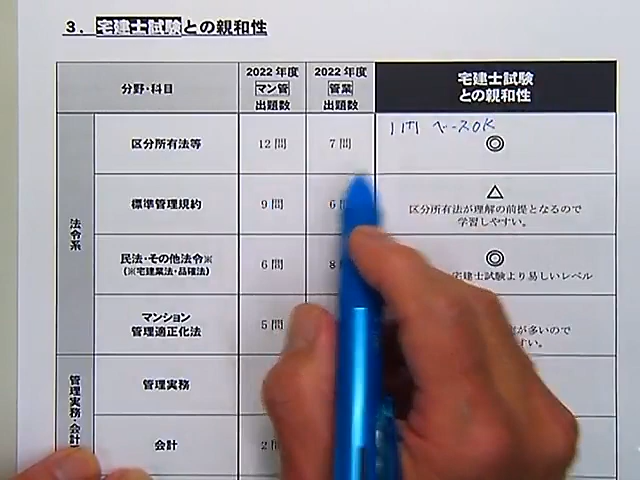 3．宅建士試験との親和性
分野・科目
2022年度
マン管
出題数
2022年度
管業
出題数
宅建士試験
との親和性
法令系
区分所有法等
12問
7問
1問 ベースOK
◎
標準管理規約
9問
6
△
区分所有法が理解の前提となるので
学習しやすい。
民法・その他法令※
(※宅建業法・品確法)
6問
8
◎
宅建士試験より易しいレベル
マンション
管理適正化法
5問
が多いので
すい。
管理実務・会計
管理実務
会計
2